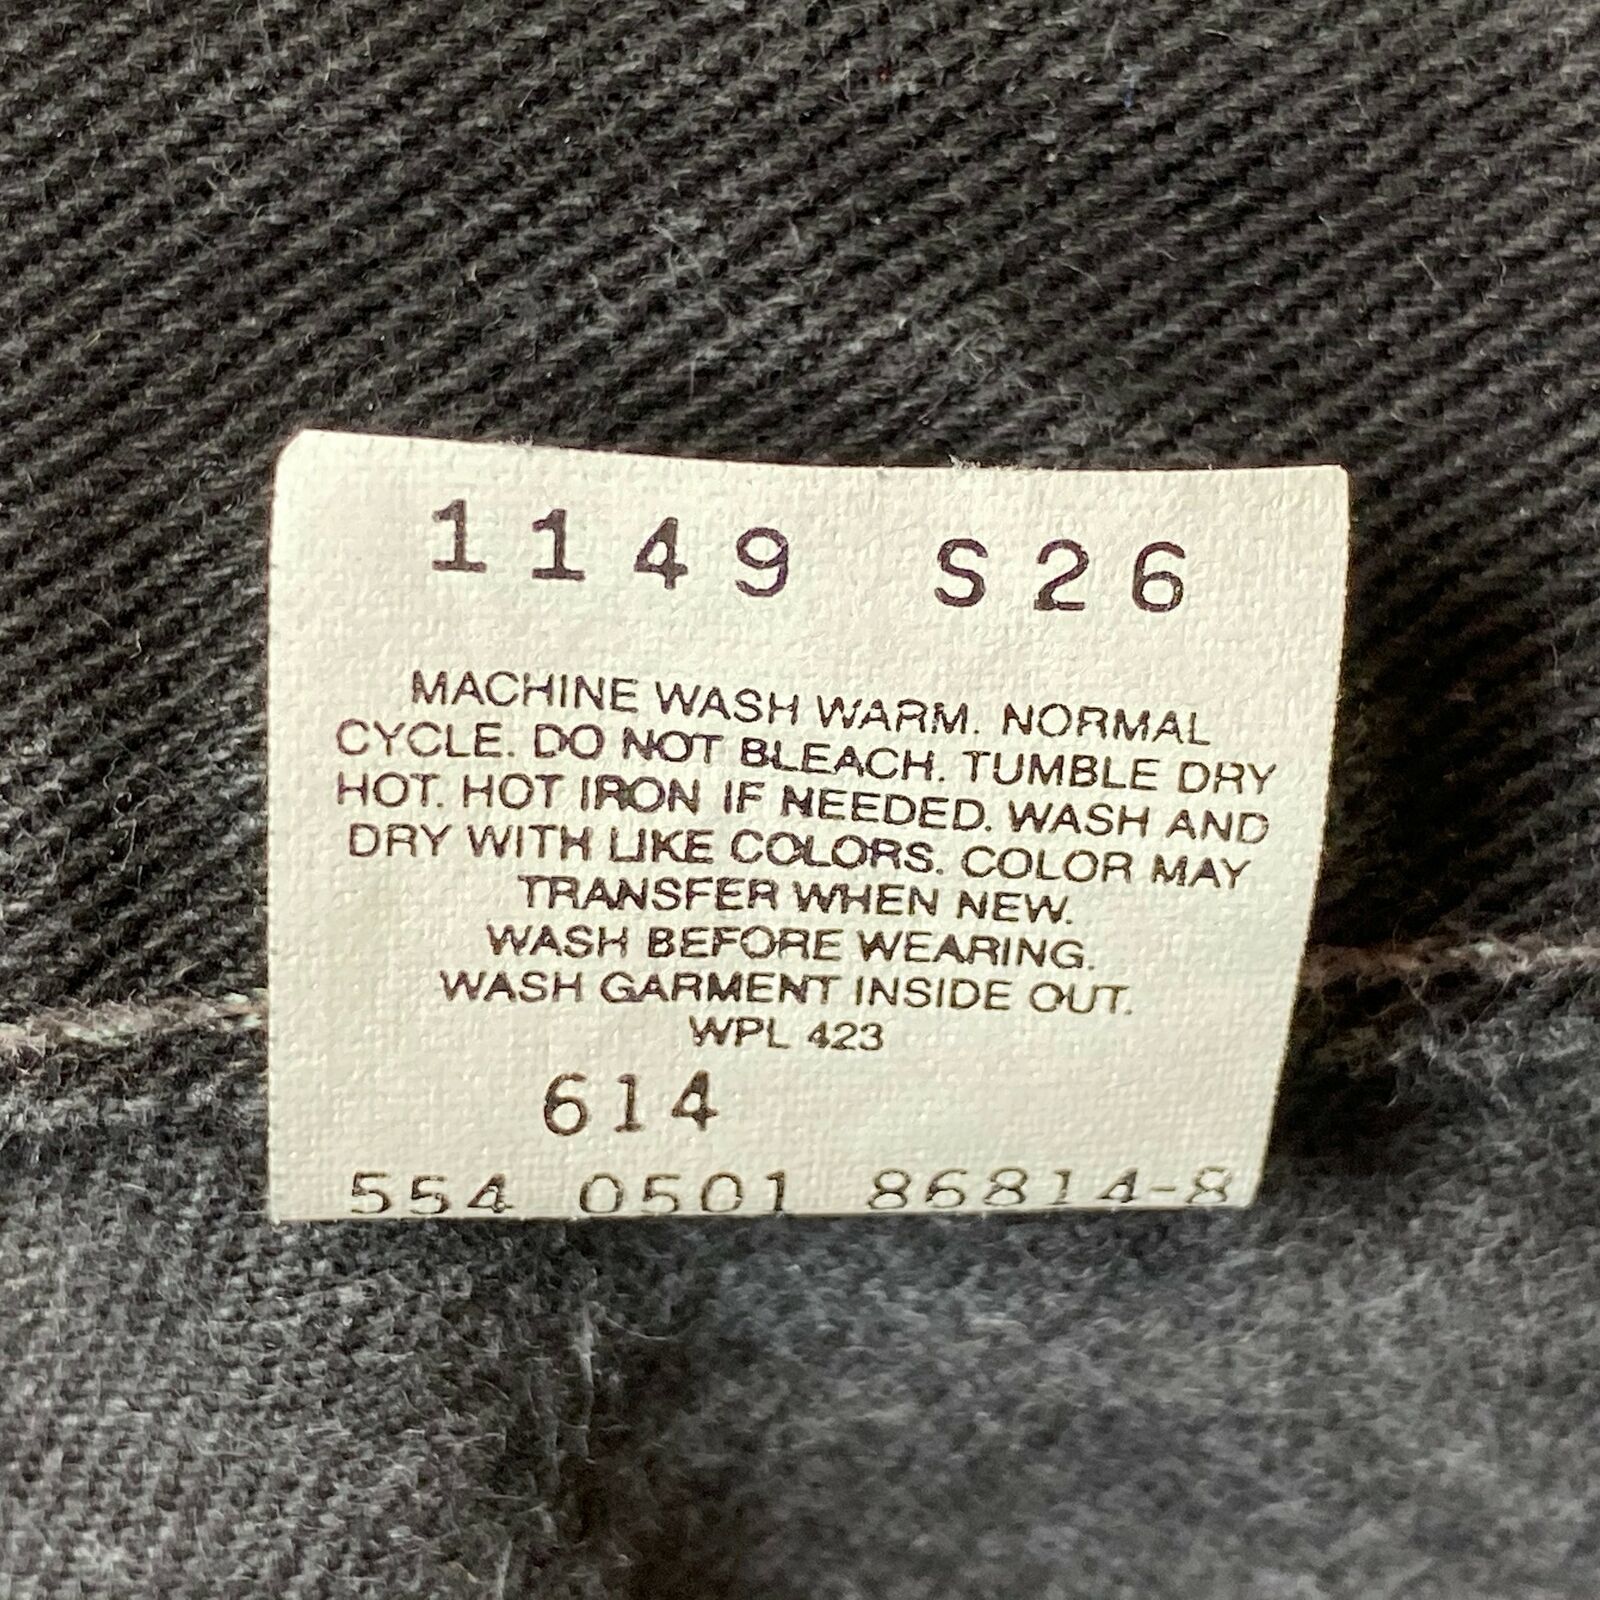 1149 S26
MACHINE WASH WARM. NORMAL
CYCLE. DO NOT BLEACH. TUMBLE DRY
HOT. HOT IRON IF NEEDED. WASH AND
DRY WITH LIKE COLORS. COLOR MAY
TRANSFER WHEN NEW.
WASH BEFORE WEARING.
WASH GARMENT INSIDE OUT.
WPL 423
614
554 0501 86814-8